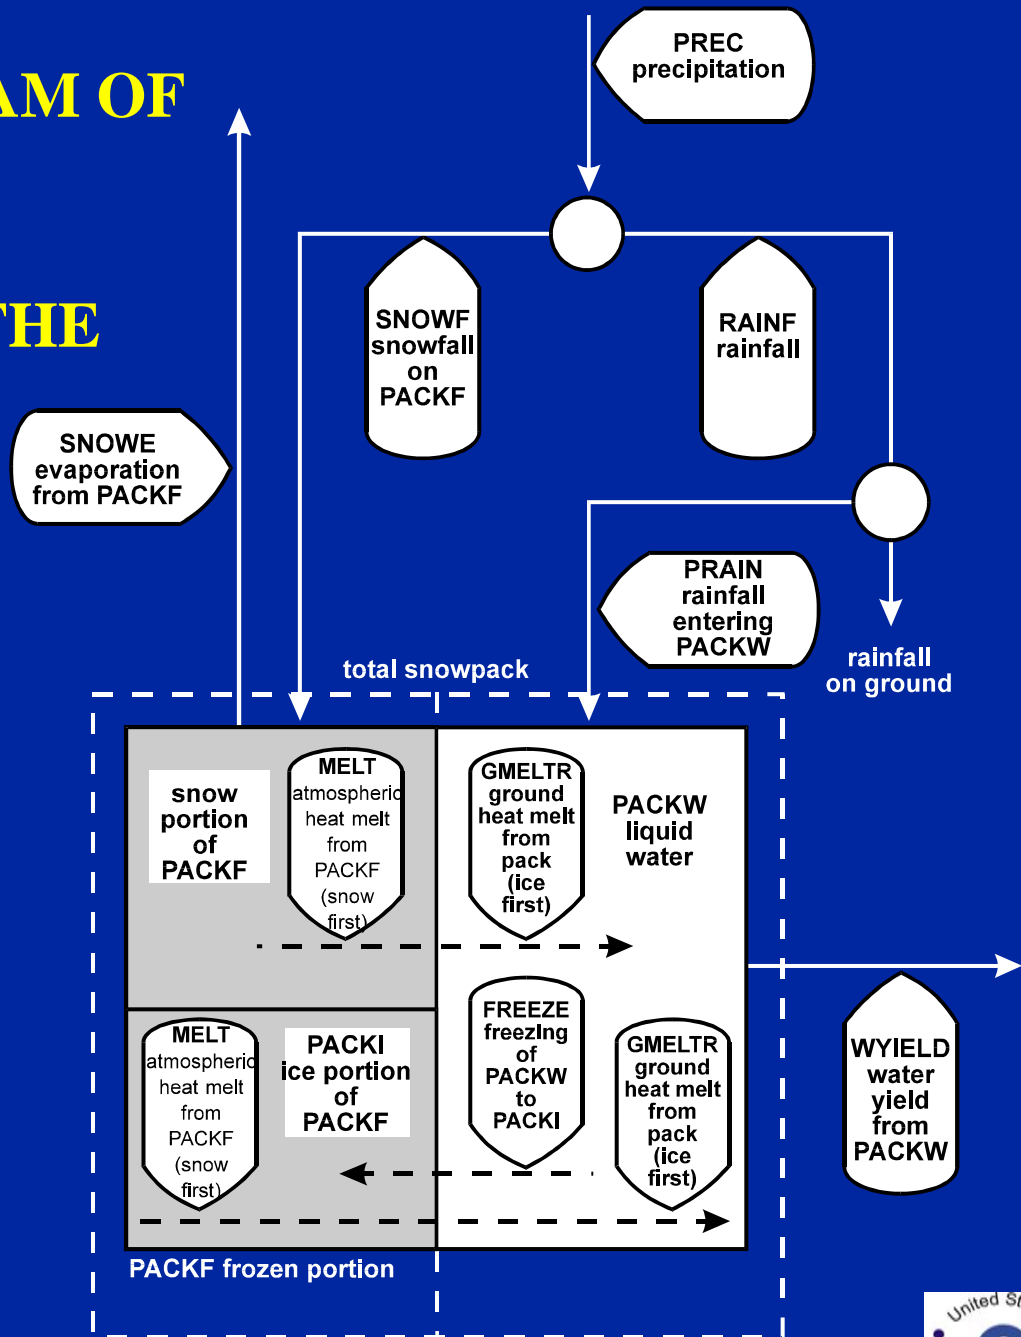 AM OF
THE
PREC
precipitation
SNOWF
snowfall
on
PACKF
RAINF
rainfall
SNOWE
evaporation
from PACKF
PRAIN
rainfall
entering
PACKW
rainfall
on ground
total snowpack
snow
portion
of
PACKF
MELT
atmospheric
heat melt
from
PACKF
(snow
first)
GMELTR
ground
heat melt
from
pack
(ice
first)
PACKW
liquid
water
MELT
atmospheric
heat melt
from
PACKF
(snow
first)
PACKI
ice portion
of
PACKF
FREEZE
freezIng
of
PACKW
to
PACKI
GMELTR
ground
heat melt
from
pack
(ice
first)
WYIELD
water
yield
from
PACKW
PACKF frozen portion
United St